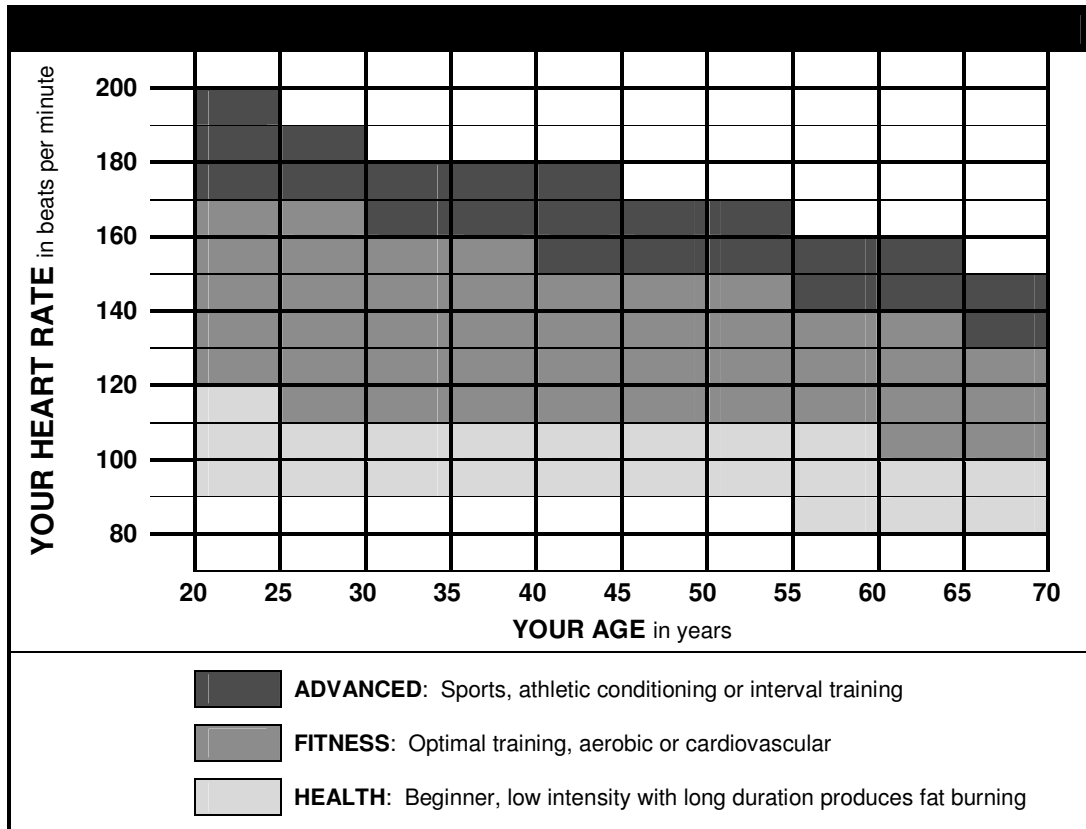 YOUR HEART RATE in beats per minute
200
180
160
140
120
100
80
20 25 30 35 40 45 50 55 60 65 70
YOUR AGE in years
ADVANCED: Sports, athletic conditioning or interval training
FITNESS: Optimal training, aerobic or cardiovascular
HEALTH: Beginner, low intensity with long duration produces fat burning